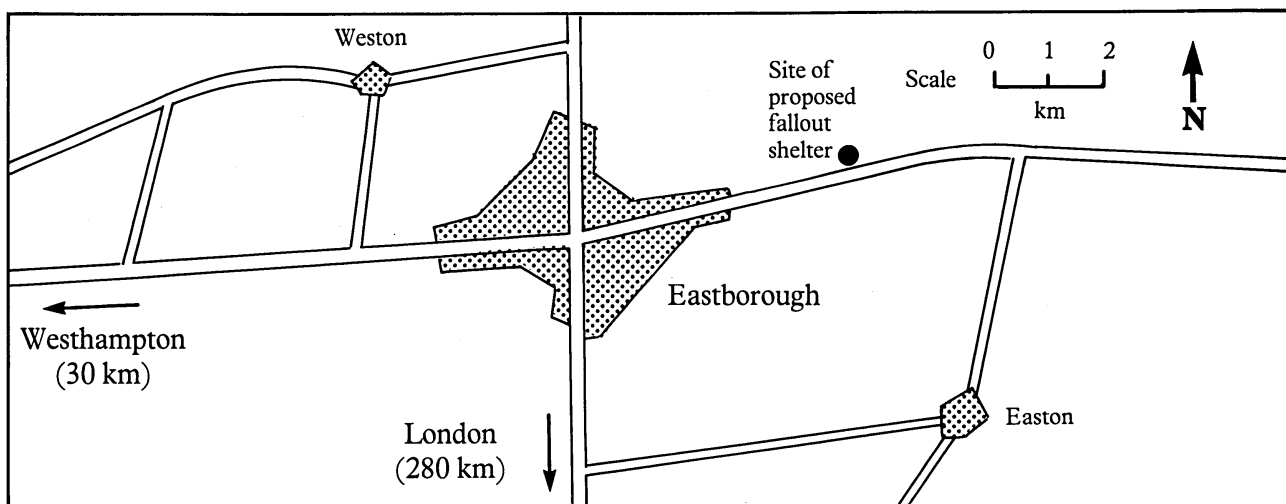 Weston
Site of
proposed
fallout
shelter
Scale
0 1 2
km
N
Eastborough
Westhampton
(30 km)
London
(280 km)
Easton